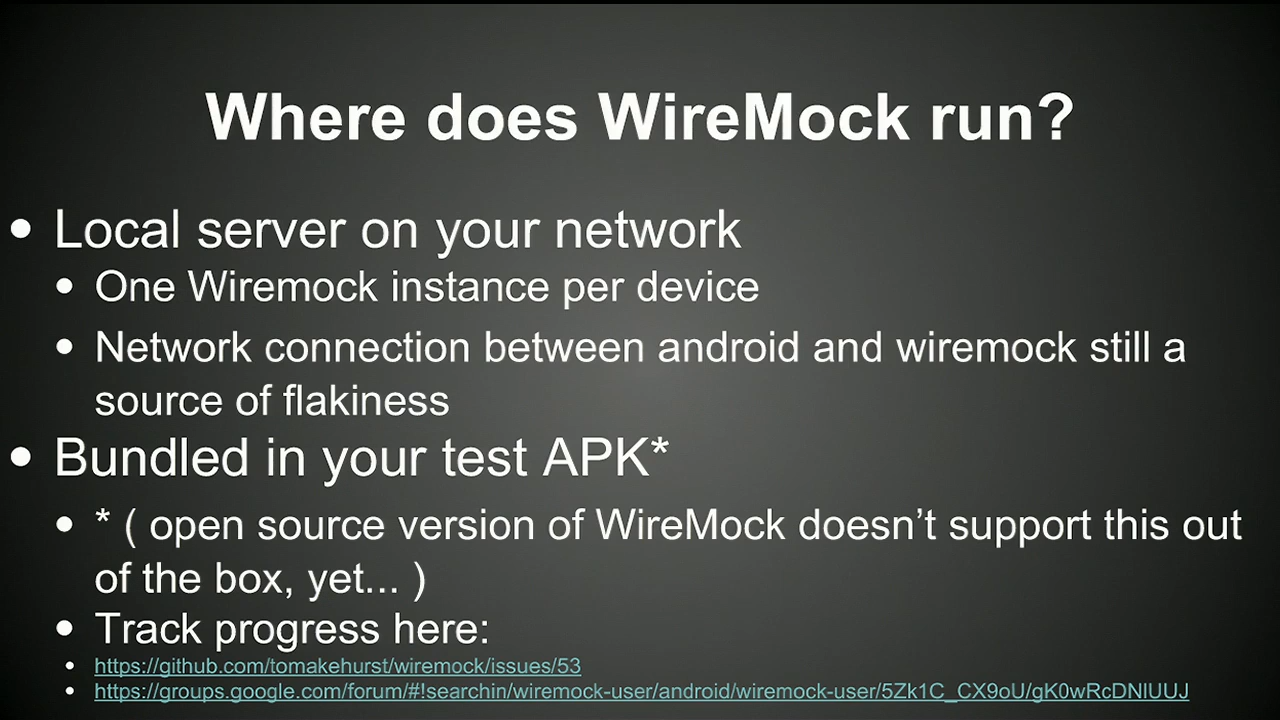 Where does WireMock run?
• Local server on your network
• One Wiremock instance per device
• Network connection between android and wiremock still a
source of flakiness
• Bundled in your test APK*
• * ( open source version of WireMock doesn’t support this out
of the box, yet... )
• Track progress here:
• https://github.com/tomakehurst/wiremock/issues/53
• https://groups.google.com/forum/#!searchin/wiremock-user/android/wiremock-user/5Zk1C_CX9oU/gK0wRcDNlUUJ